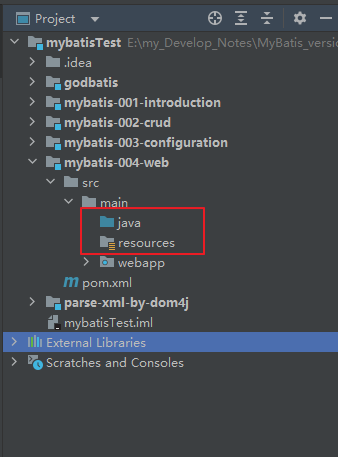 Project
mybatisTest E:\my_Develop_Notes\MyBatis_versio
.idea
godbatis
mybatis-001-introduction
mybatis-002-crud
mybatis-003-configuration
mybatis-004-web
src
main
java
resources
webapp
pom.xml
parse-xml-by-dom4j
mybatisTest.iml
External Libraries
Scratches and Consoles